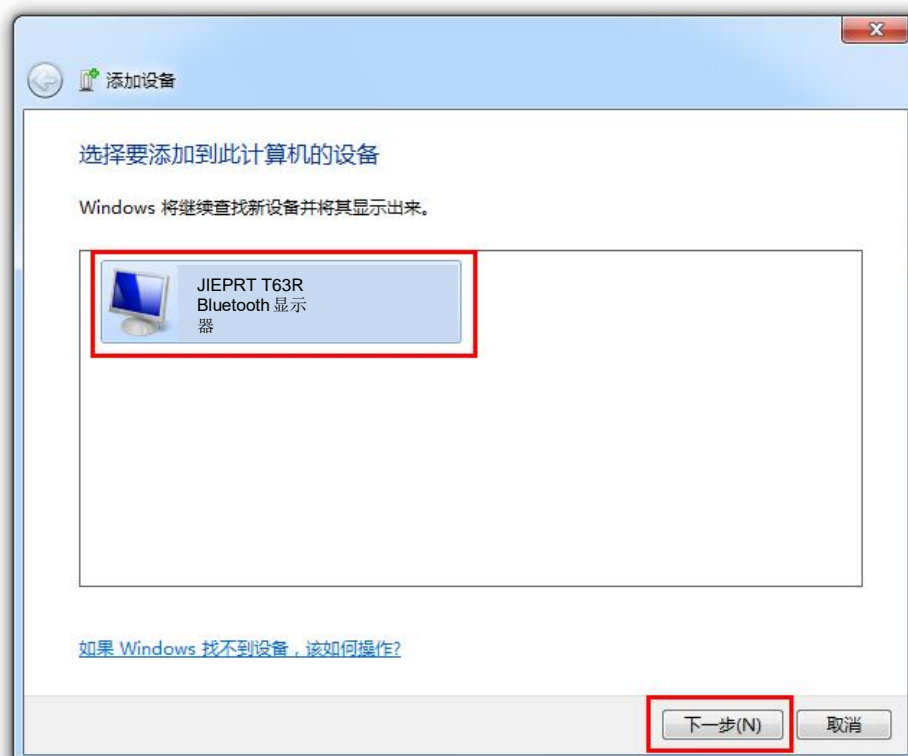 添加设备
选择要添加到此计算机的设备
Windows 将继续查找新设备并将其显示出来。
JIEPRT T63R
Bluetooth 显示
器
如果 Windows 找不到设备，该如何操作?
下一步(N)
取消